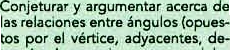 Conjeturar y argumentar acerca de
las relaciones entre ángulos (opues-
tos por el vértice, adyacentes, de-